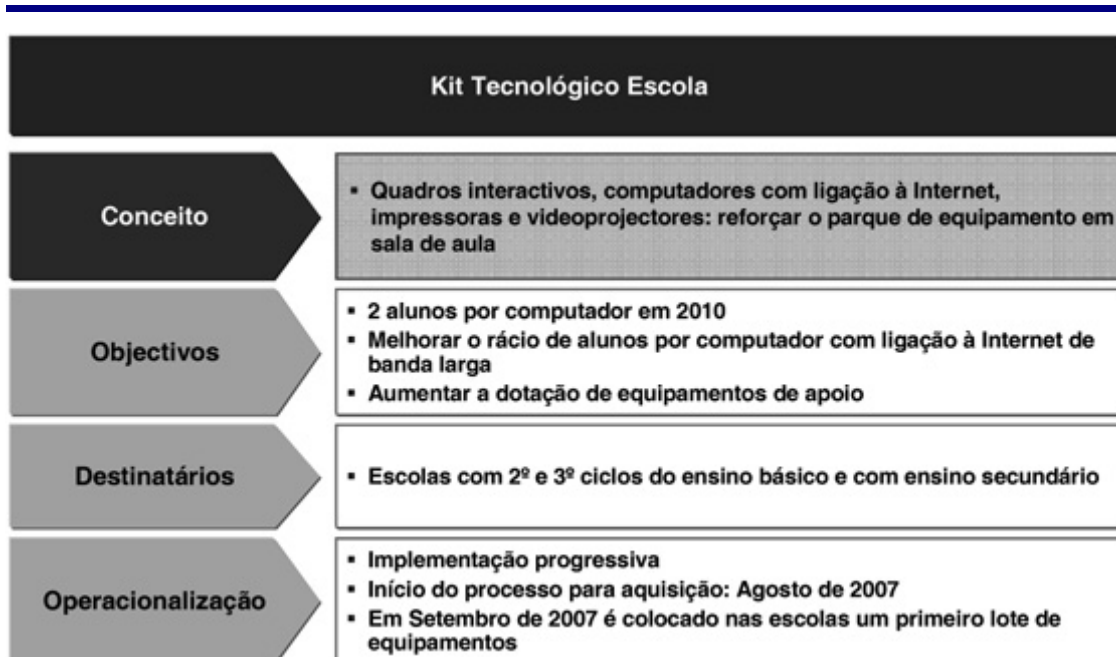 Kit Tecnológico Escola
Conceito
▪ Quadros interactivos, computadores com ligação à Internet,
impressoras e videoprojectores: reforçar o parque de equipamento em
sala de aula
Objectivos
▪ 2 alunos por computador em 2010
▪ Melhorar o rácio de alunos por computador com ligação à Internet de
banda larga
▪ Aumentar a dotação de equipamentos de apoio
Destinatários
▪ Escolas com 2º e 3º ciclos do ensino básico e com ensino secundário
Operacionalização
▪ Implementação progressiva
▪ Início do processo para aquisição: Agosto de 2007
▪ Em Setembro de 2007 é colocado nas escolas um primeiro lote de
equipamentos